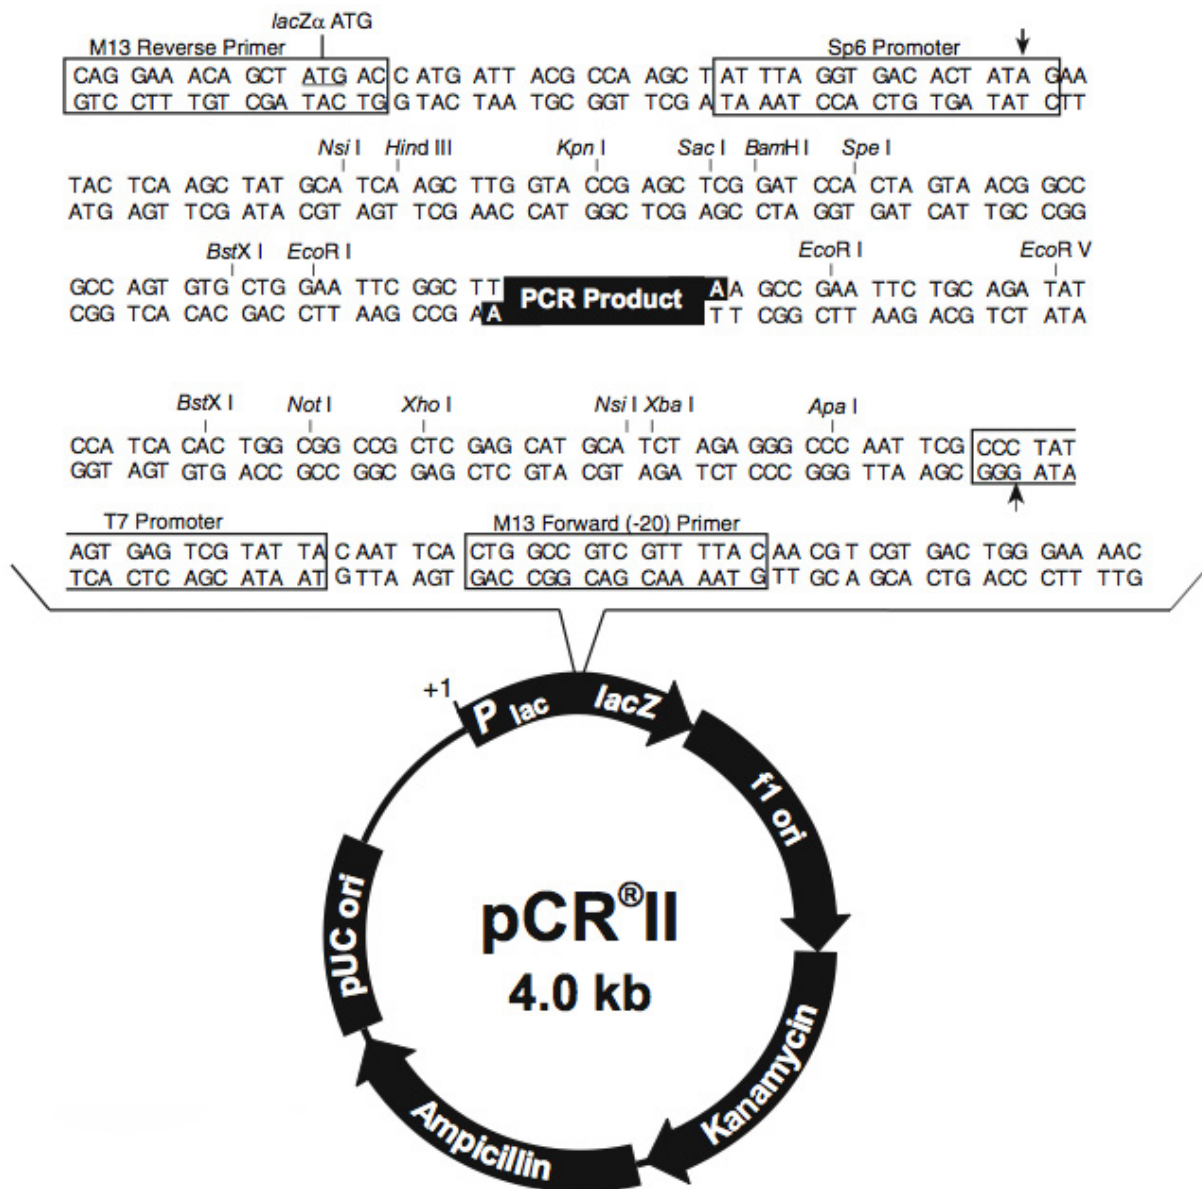 lacZα ATG
M13 Reverse Primer Sp6 Promoter
CAG GAA ACA GCT ATG AC C ATG ATT ACG CCA AGC T AT TTA GGT GAC ACT ATA G AA
GTC CTT TGT CGA TAC TG G TAC TAA TGC GGT TCG A TA AAT CCA CTG TGA TAT C TT
Nsi I Hind III Kpn I Sac I BamH I Spe I
TAC TCA AGC TAT GCA TCA AGC TTG GTA CCG AGC TCG GAT CCA CTA GTA ACG GCC
ATG AGT TCG ATA CGT AGT TCG AAC CAT GGC TCG AGC CTA GGT GAT CAT TGC CGG
BstX I EcoR I EcoR I EcoR V
GCC AGT GTG CTG GAA TTC GGC TT PCR Product A A GCC GAA TTC TGC AGA TAT
CGG TCA CAC GAC CTT AAG CCG AA A T T CGG CTT AAG ACG TCT ATA
BstX I Not I Xho I Nsi I Xba I Apa I
CCA TCA CAC TGG CGG CCG CTC GAG CAT GCA TCT AGA GGG CCC AAT TCG CCC TAT
GGT AGT GTG ACC GCC GGC GAG CTC GTA CGT AGA TCT CCC GGG TTA AGC GGG ATA
T7 Promoter M13 Forward (-20) Primer
AGT GAG TCG TAT TA C AAT TCA CTG GCC GTC GTT TTA C AA CGT CGT GAC TGG GAA AAC
TCA CTC AGC ATA AT G TTA AGT GAC CGG CAG CAA AAT G TT GCA GCA CTG ACC CTT TTG
+1
P lac
lacZ
f1 ori
Kanamycin
Ampicillin
pUC ori
pCR®II
4.0 kb